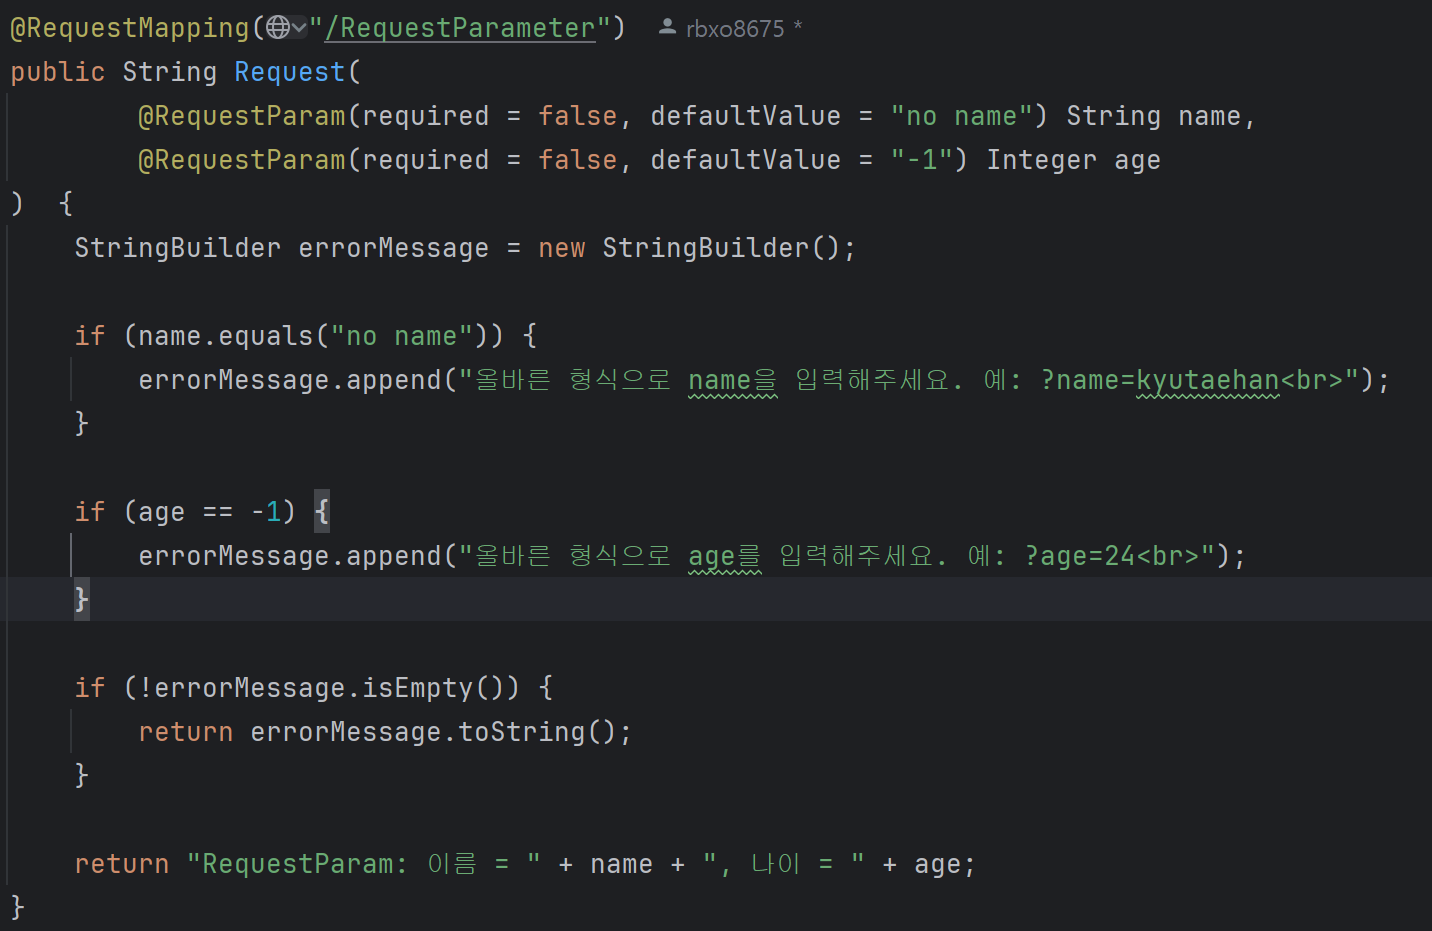 @RequestMapping("/RequestParameter") rbxo8675 *
public String Request(
@RequestParam(required = false, defaultValue = "no name") String name,
@RequestParam(required = false, defaultValue = "-1") Integer age
) {
StringBuilder errorMessage = new StringBuilder();
if (name.equals("no name")) {
errorMessage.append("올바른 형식으로 name을 입력해주세요. 예: ?name=kyutaehan<br>");
}
if (age == -1) {
errorMessage.append("올바른 형식으로 age를 입력해주세요. 예: ?age=24<br>");
}
if (!errorMessage.isEmpty()) {
return errorMessage.toString();
}
return "RequestParam: 이름 = " + name + ", 나이 = " + age;
}